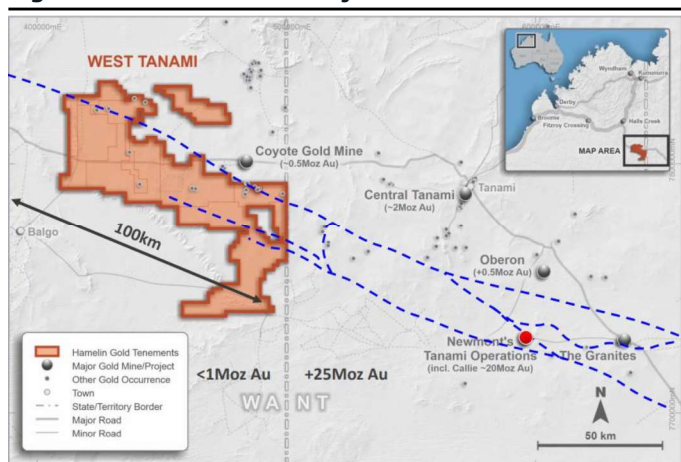 400000mE
500000mE
WEST TANAMI
Coyote Gold Mine
(~0.5Moz Au)
Central Tanami
(~2Moz Au)
Tanami
Oberon
(+0.5Moz Au)
Balgo
100km
Newmont's
Tanami Operations
(incl. Callie ~20Moz Au)
The Granites
<1Moz Au
+25Moz Au
WA
NT
Wyndham
Kununurra
Derby
Broome
Fitzroy Crossing
Halls Creek
MAP AREA
Hamelin Gold Tenements
Major Gold Mine/Project
Other Gold Occurrence
Town
State/Territory Border
Major Road
Minor Road
N
50 km
7700000mN